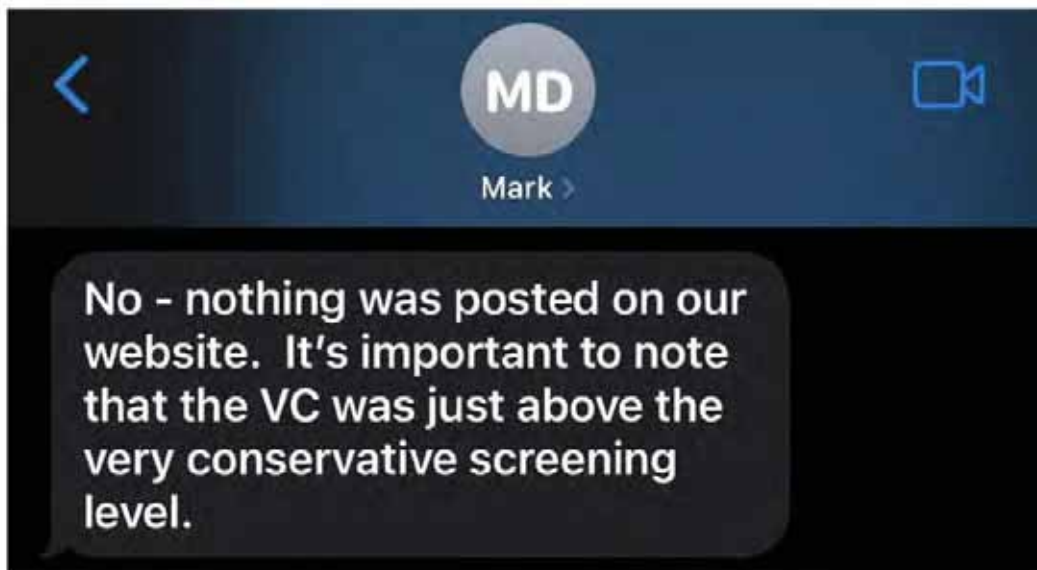 MD
Mark >
No - nothing was posted on our
website.  It's important to note
that the VC was just above the
very conservative screening
level.